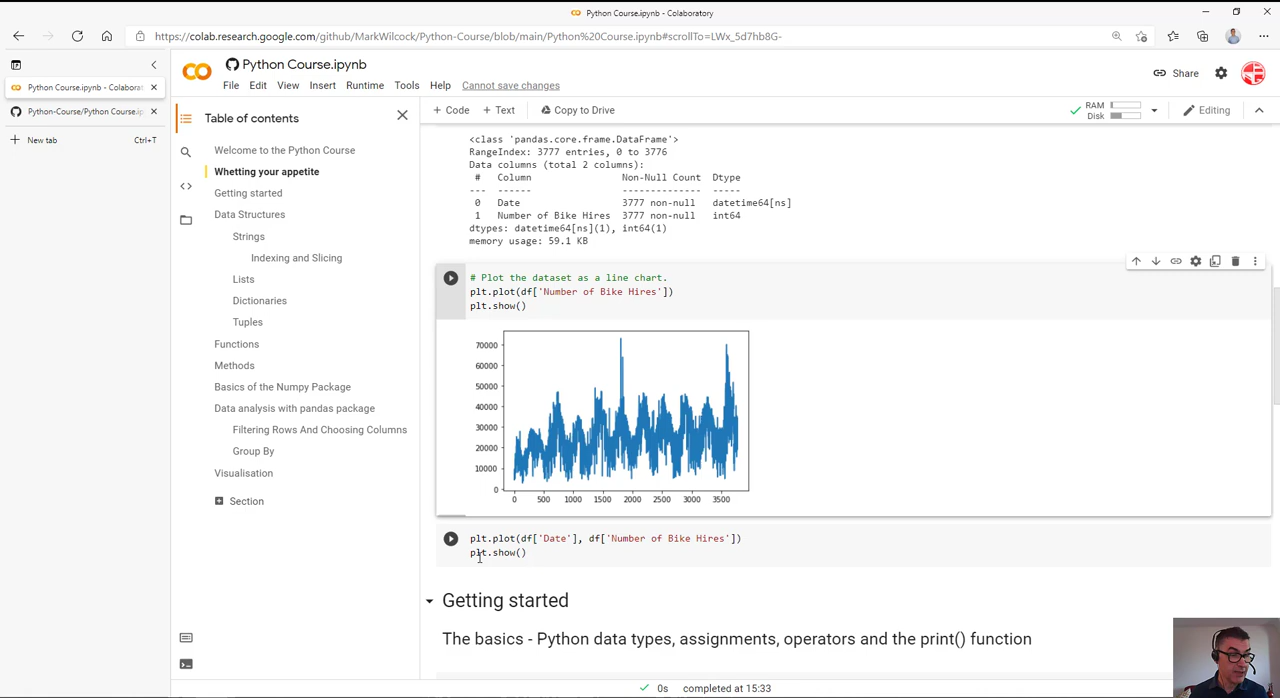 Python Course.ipynb - Colaboratory
https://colab.research.google.com/github/MarkWilcock/Python-Course/blob/main/Python%20Course.ipynb#scrollTo=LWx_5d7hb8G-
Python Course.ipynb - Colaborat
Python-Course/Python Course.ip
New tab Ctrl+T
Python Course.ipynb
File Edit View Insert Runtime Tools Help Cannot save changes
Share
+ Code + Text Copy to Drive
RAM
Disk
Editing
Table of contents
Welcome to the Python Course
Whetting your appetite
Getting started
Data Structures
Strings
Indexing and Slicing
Lists
Dictionaries
Tuples
Functions
Methods
Basics of the Numpy Package
Data analysis with pandas package
Filtering Rows And Choosing Columns
Group By
Visualisation
Section
<class 'pandas.core.frame.DataFrame'>
RangeIndex: 3777 entries, 0 to 3776
Data columns (total 2 columns):
# Column Non-Null Count Dtype
--- ------ -------------- -----
0 Date 3777 non-null datetime64[ns]
1 Number of Bike Hires 3777 non-null int64
dtypes: datetime64[ns](1), int64(1)
memory usage: 59.1 KB
# Plot the dataset as a line chart.
plt.plot(df['Number of Bike Hires'])
plt.show()
70000
60000
50000
40000
30000
20000
10000
0
0 500 1000 1500 2000 2500 3000 3500
plt.plot(df['Date'], df['Number of Bike Hires'])
plt.show()
Getting started
The basics - Python data types, assignments, operators and the print() function
0s completed at 15:33